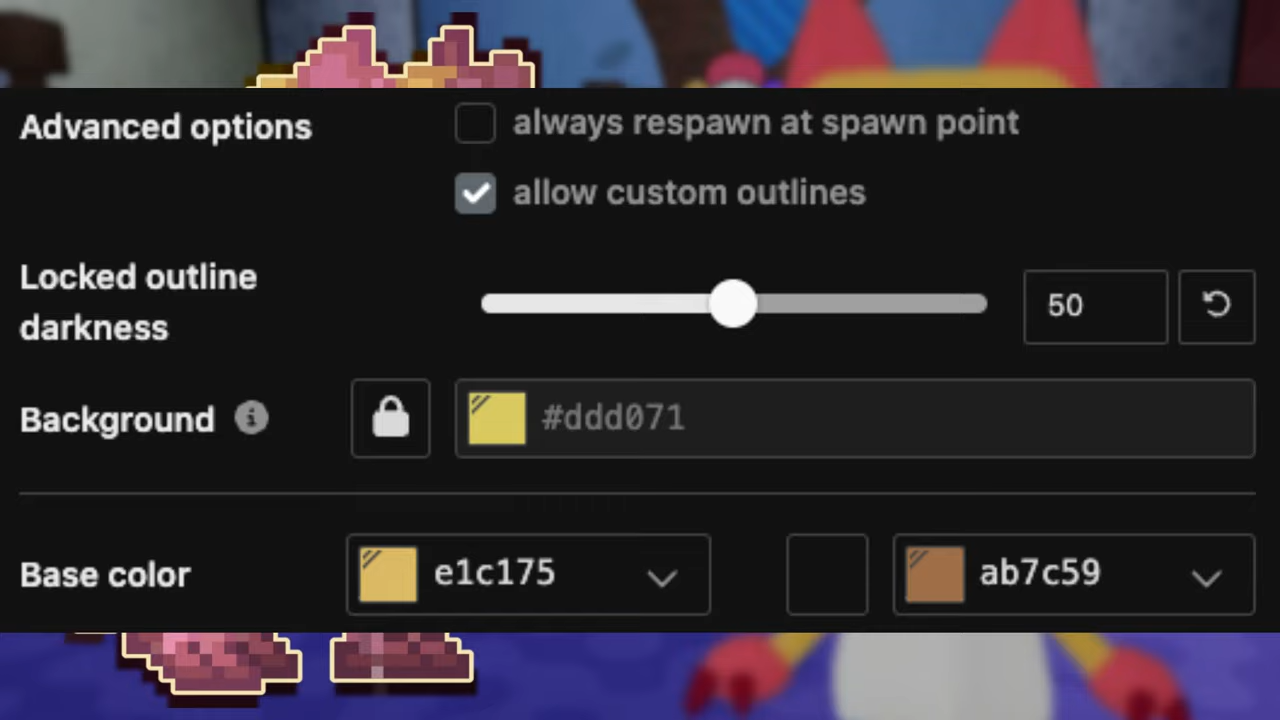 Advanced options
always respawn at spawn point
allow custom outlines
Locked outline
darkness
50
Background
#ddd071
Base color
e1c175
ab7c59